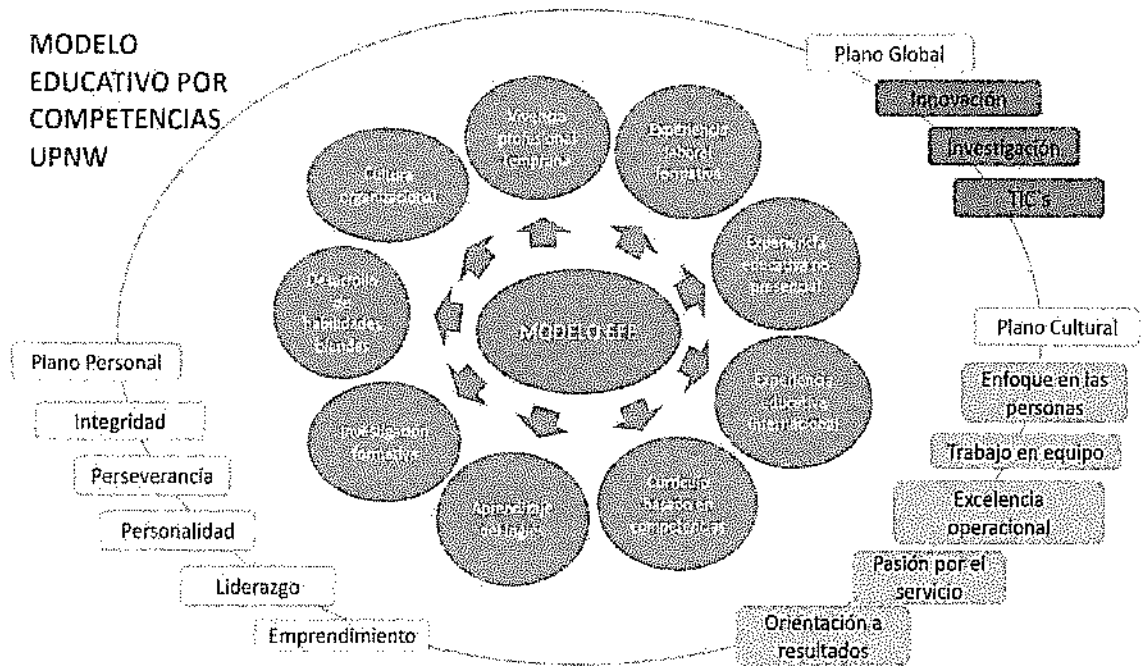 MODELO
EDUCATIVO POR
COMPETENCIAS
UPNW
Plano Global
Innovación
Investigación
TIC's
Vivencia
profesional
Temprana
Experiencia
laboral
formativa
Cultura
organizacional
Experiencia
educativa no
presencial
Desarrollo
de
habilidades
blandas
MODELO EFE
Plano Cultural
Enfoque en las
personas
Trabajo en equipo
Excelencia
operacional
Pasión por el
servicio
Orientación a
resultados
Experiencia
educativa
internacional
Investigación
formativa
Aprendizaje
del inglés
Currículo
basado en
competencias
Plano Personal
Integridad
Perseverancía
Personalidad
Liderazgo
Emprendimiento